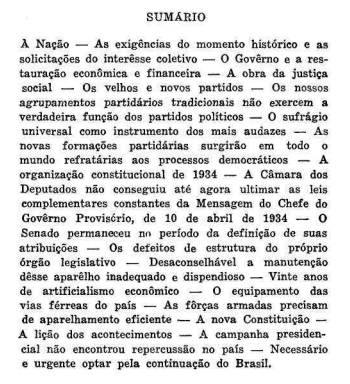 SUMÁRIO
À Nação — As exigências do momento histórico e as
solicitações do interêsse coletivo — O Govêrno e a res-
tauração econômica e financeira — A obra da justiça
social — Os velhos e novos partidos — Os nossos
agrupamentos partidários tradicionais não exercem a
verdadeira função dos partidos políticos — O sufrágio
universal como instrumento dos mais audazes — As
novas formações partidárias surgirão em todo o
mundo refratárias aos processos democráticos — A
organização constitucional de 1934 — A Câmara dos
Deputados não conseguiu até agora ultimar as leis
complementares constantes da Mensagem do Chefe do
Govêrno Provisório, de 10 de abril de 1934 — O
Senado permaneceu no período da definição de suas
atribuições — Os defeitos de estrutura do próprio
órgão legislativo — Desaconselhável a manutenção
dêsse aparêlho inadequado e dispendioso — Vinte anos
de artificialismo econômico — O equipamento das
vias férreas do país — As fôrças armadas precisam
de aparelhamento eficiente — A nova Constituição —
A lição dos acontecimentos — A campanha presiden-
cial não encontrou repercussão no país — Necessário
e urgente optar pela continuação do Brasil.